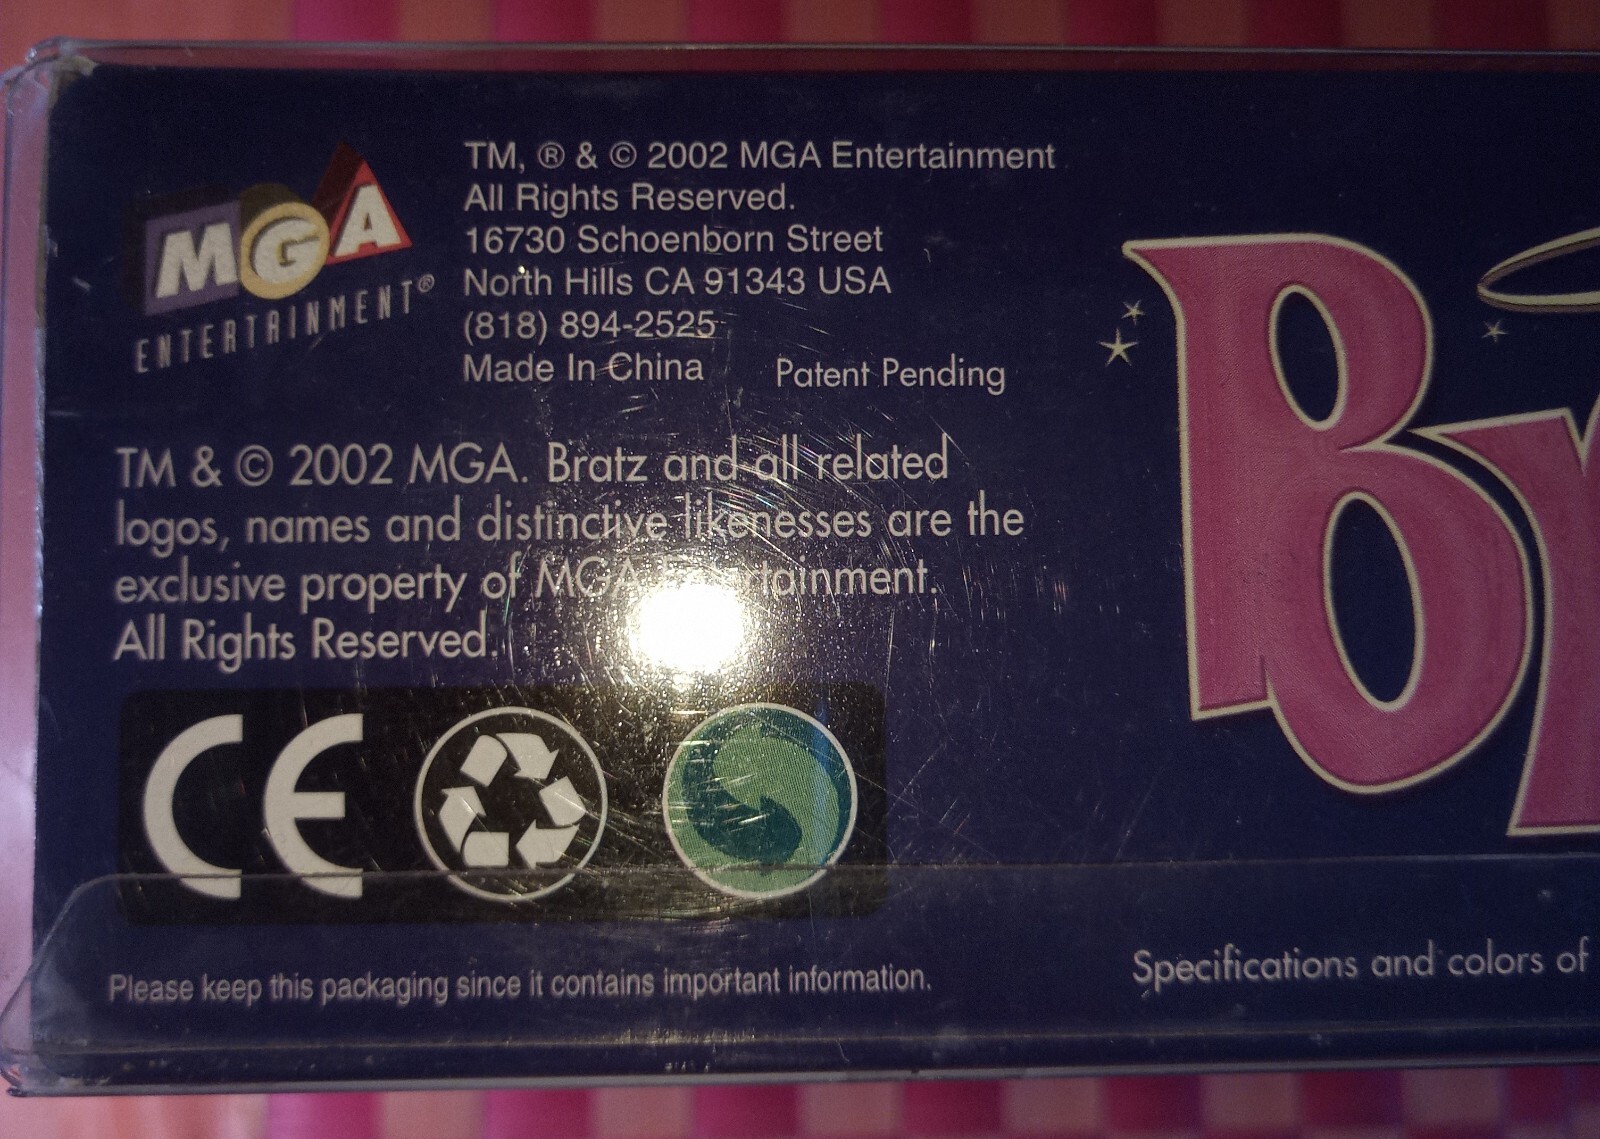 MGA
ENTERTAINMENT®
TM, ® & © 2002 MGA Entertainment
All Rights Reserved.
16730 Schoenborn Street
North Hills CA 91343 USA
(818) 894-2525
Made In China
Patent Pending
TM & © 2002 MGA. Bratz and all related
logos, names and distinctive likenesses are the
exclusive property of MGA Entertainment.
All Rights Reserved.
CE
Please keep this packaging since it contains important information.
Br
Specifications and colors of